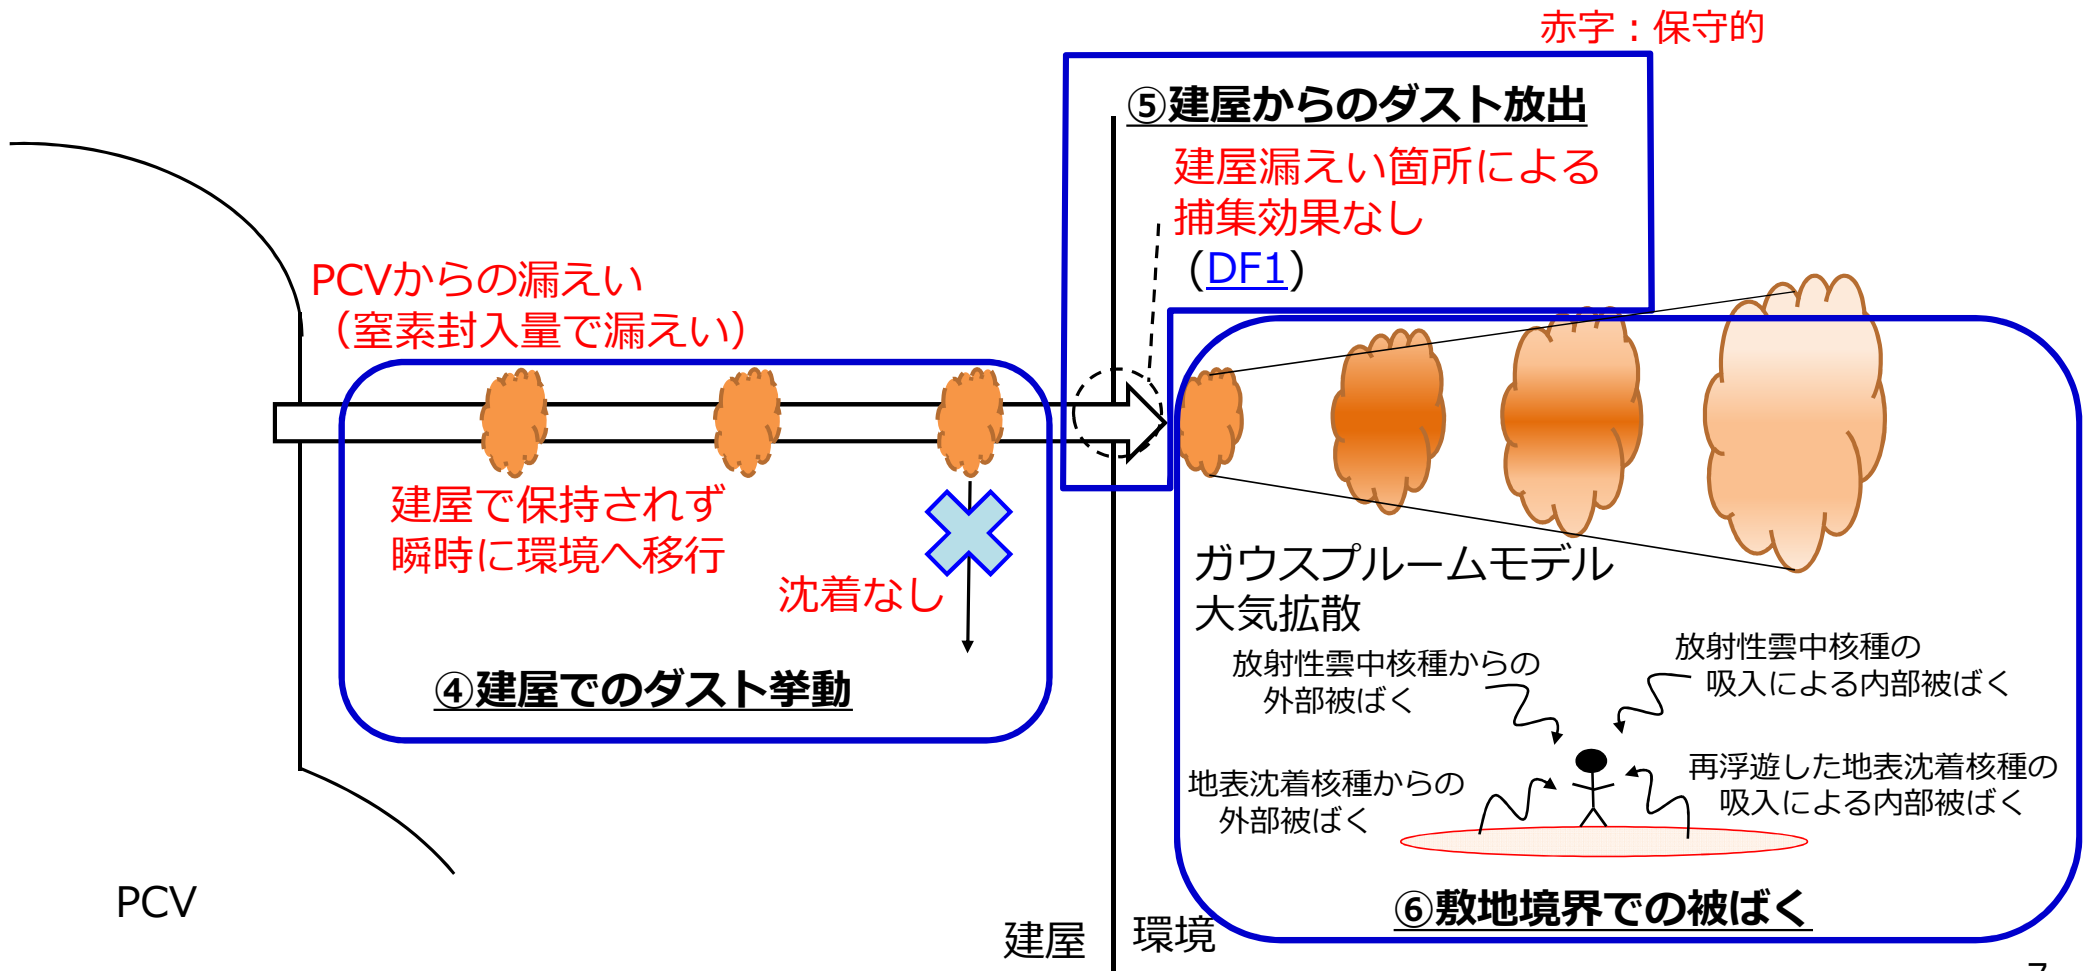 赤字：保守的
⑤建屋からのダスト放出
建屋漏えい箇所による
捕集効果なし
(DF1)
PCVからの漏えい
（窒素封入量で漏えい）
建屋で保持されず
瞬時に環境へ移行
沈着なし
④建屋でのダスト挙動
ガウスプルームモデル
大気拡散
放射性雲中核種からの
外部被ばく
放射性雲中核種の
吸入による内部被ばく
地表沈着核種からの
外部被ばく
再浮遊した地表沈着核種の
吸入による内部被ばく
⑥敷地境界での被ばく
PCV
建屋
環境